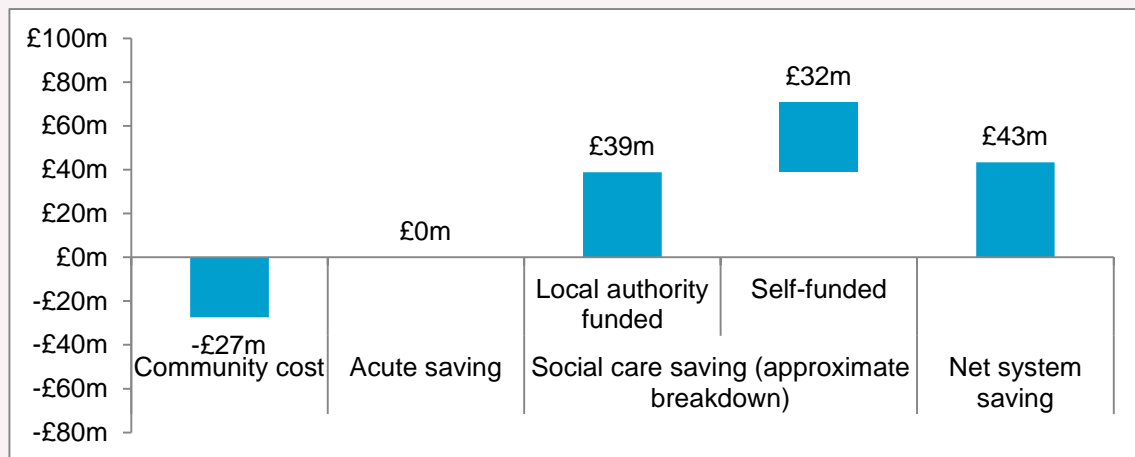 £100m
£80m
£60m
£40m
£20m
£0m
-£20m
-£40m
-£60m
-£80m
-£27m
£0m
£39m
£32m
£43m
Local authority
funded
Self-funded
Community cost
Acute saving
Social care saving (approximate
breakdown)
Net system
saving